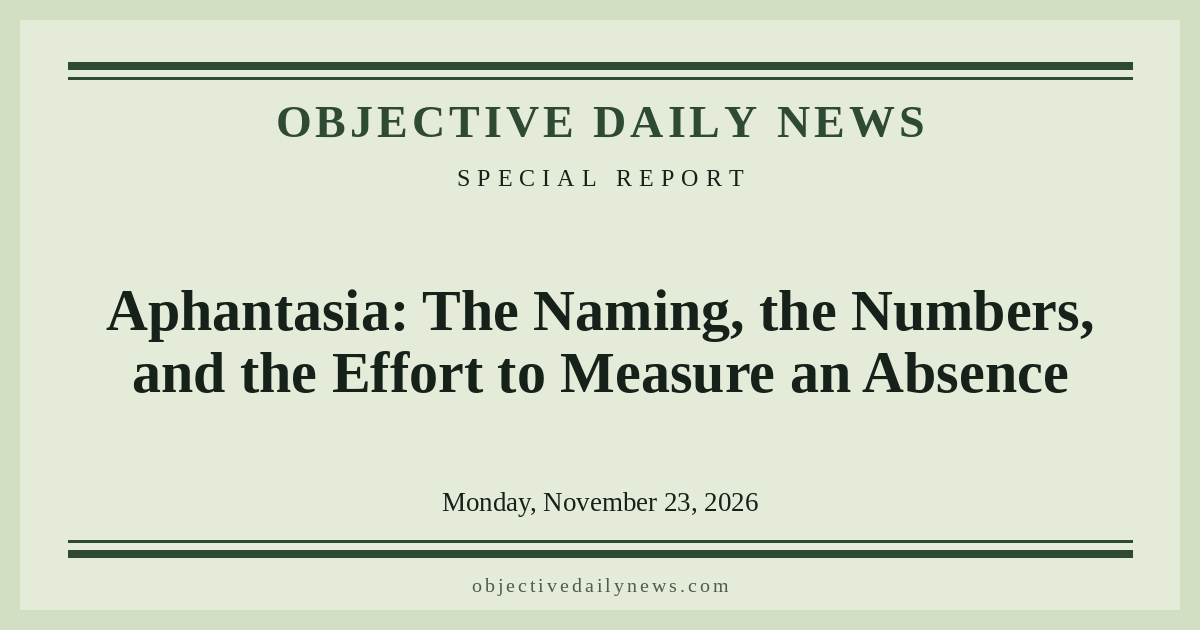 OBJECTIVE DAILY NEWS
SPECIAL REPORT
Aphantasia: The Naming, the Numbers,
and the Effort to Measure an Absence
Monday, November 23, 2026
objectivedailynews.com